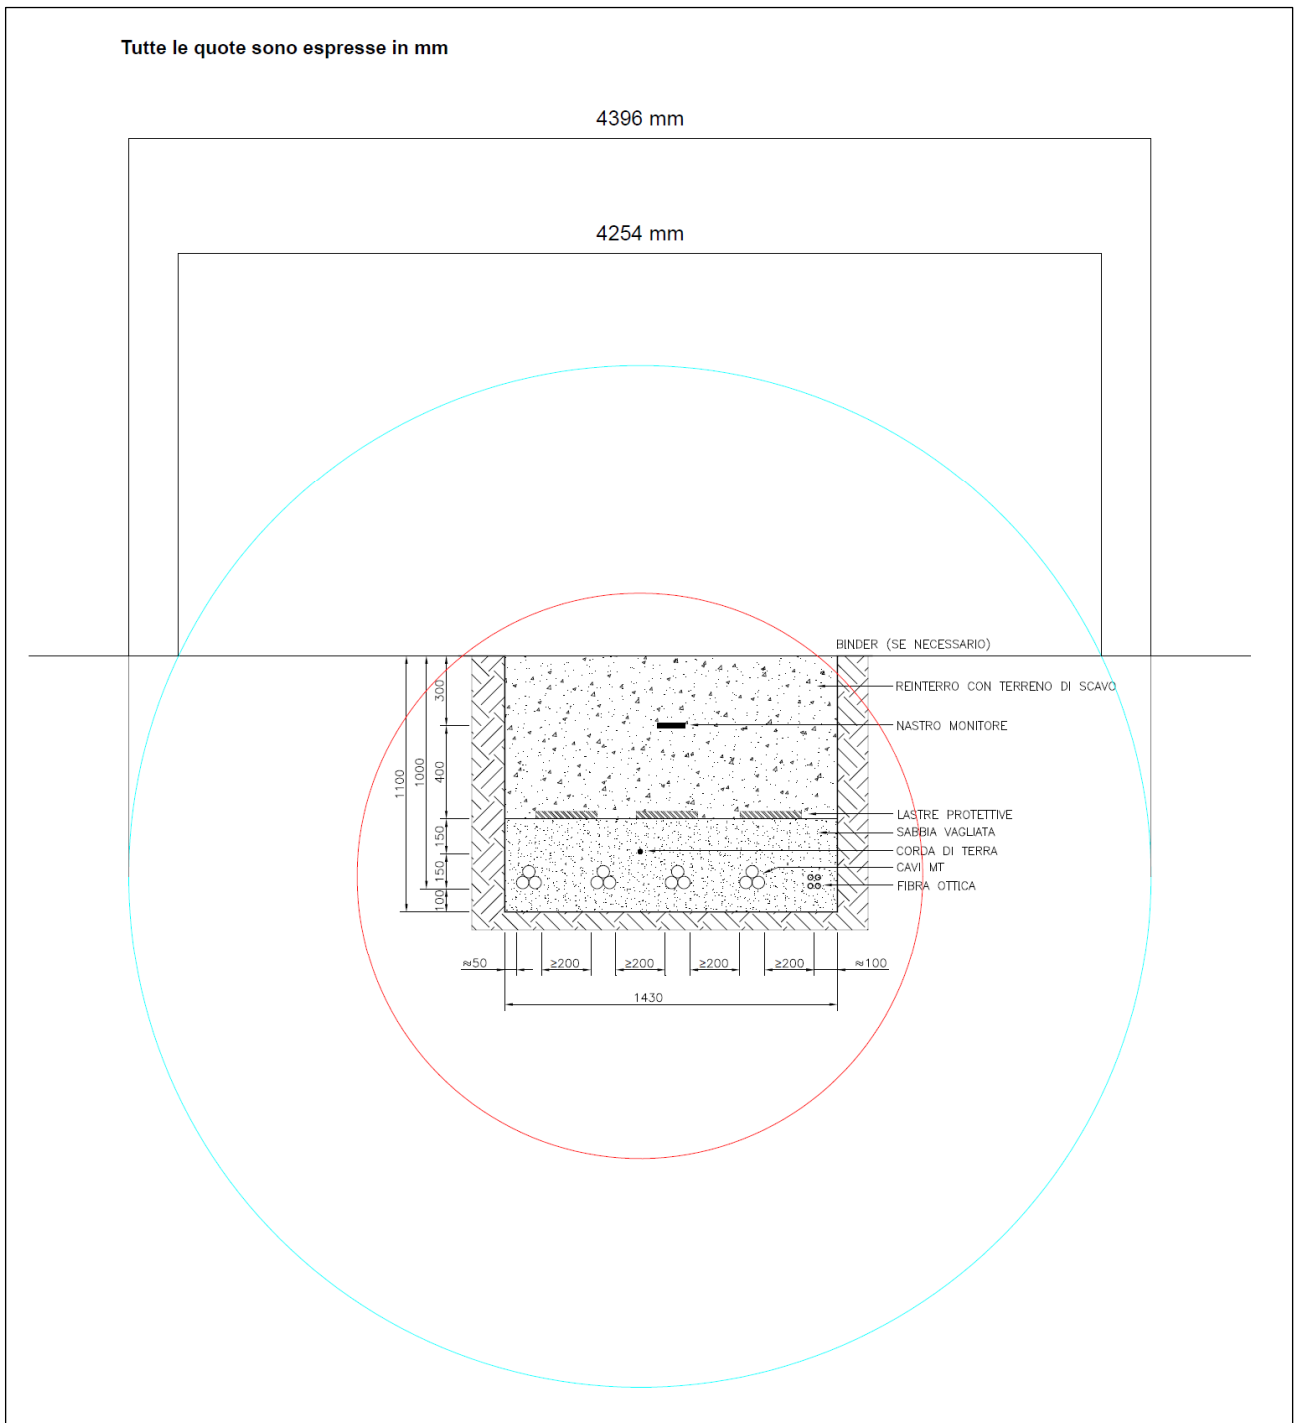 Tutte le quote sono espresse in mm
4396 mm
4254 mm
BINDER (SE NECESSARIO)
REINTERRO CON TERRENO DI SCAVO
NASTRO MONITORE
LASTRE PROTETTIVE
SABBIA VAGLIATA
CORDA DI TERRA
CAVI MT
FIBRA OTTICA
1100
1000
300
400
150
150
100
≈50
≥200
≥200
≥200
≥200
≈100
1430